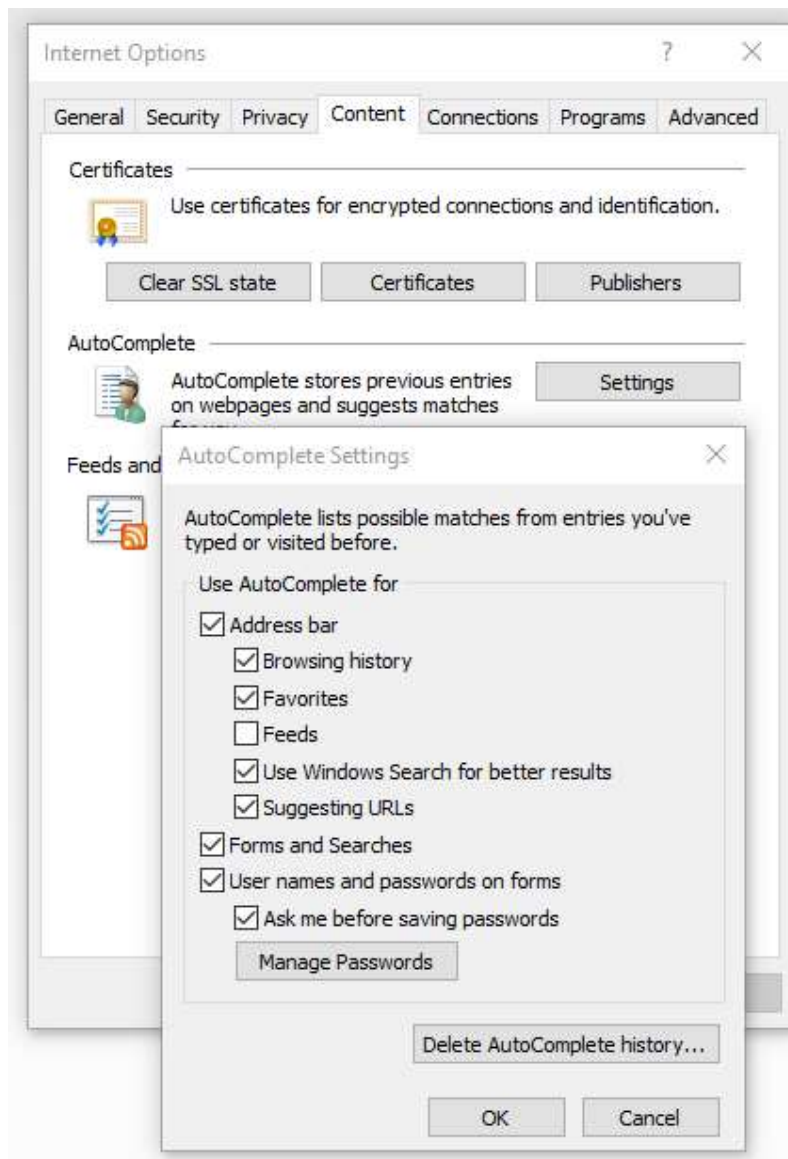 Internet Options
?
General Security Privacy Content Connections Programs Advanced
Certificates
Use certificates for encrypted connections and identification.
Clear SSL state Certificates Publishers
AutoComplete
AutoComplete stores previous entries
on webpages and suggests matches
Settings
Feeds and
AutoComplete Settings
AutoComplete lists possible matches from entries you've
typed or visited before.
Use AutoComplete for
Address bar
Browsing history
Favorites
Feeds
Use Windows Search for better results
Suggesting URLs
Forms and Searches
User names and passwords on forms
Ask me before saving passwords
Manage Passwords
Delete AutoComplete history...
OK Cancel